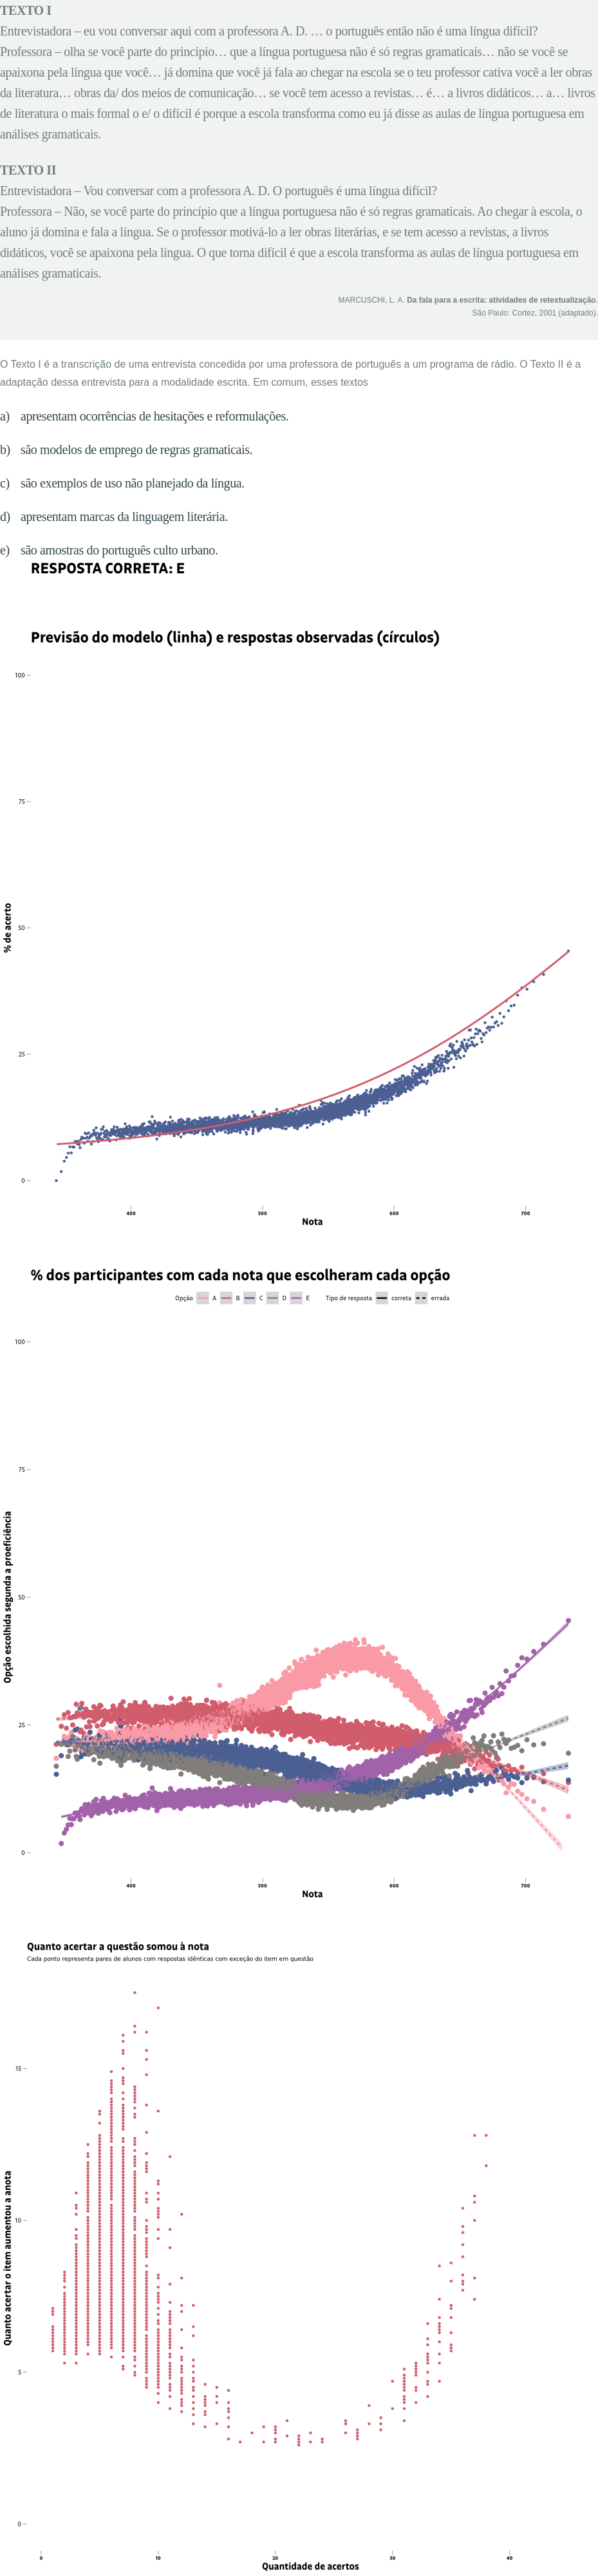 TEXTO I
Entrevistadora – eu vou conversar aqui com a professora A. D. … o português então não é uma língua difícil?
Professora – olha se você parte do princípio… que a língua portuguesa não é só regras gramaticais… não se você se
apaixona pela língua que você… já domina que você já fala ao chegar na escola se o teu professor cativa você a ler obras
da literatura… obras da/ dos meios de comunicação… se você tem acesso a revistas… é… a livros didáticos… a… livros
de literatura o mais formal o e/ o difícil é porque a escola transforma como eu já disse as aulas de língua portuguesa em
análises gramaticais.
TEXTO II
Entrevistadora – Vou conversar com a professora A. D. O português é uma língua difícil?
Professora – Não, se você parte do princípio que a língua portuguesa não é só regras gramaticais. Ao chegar à escola, o
aluno já domina e fala a língua. Se o professor motivá-lo a ler obras literárias, e se tem acesso a revistas, a livros
didáticos, você se apaixona pela língua. O que torna difícil é que a escola transforma as aulas de língua portuguesa em
análises gramaticais.
MARCUSCHI, L. A. Da fala para a escrita: atividades de retextualização.
São Paulo: Cortez, 2001 (adaptado).
O Texto I é a transcrição de uma entrevista concedida por uma professora de português a um programa de rádio. O Texto II é a
adaptação dessa entrevista para a modalidade escrita. Em comum, esses textos
a) apresentam ocorrências de hesitações e reformulações.
b) são modelos de emprego de regras gramaticais.
c) são exemplos de uso não planejado da língua.
d) apresentam marcas da linguagem literária.
e) são amostras do português culto urbano.
RESPOSTA CORRETA: E
Previsão do modelo (linha) e respostas observadas (círculos)
100
75
50
25
0
% de acerto
400 500 600 700
Nota
% dos participantes com cada nota que escolheram cada opção
Opção A B C D E Tipo de resposta correta errada
100
75
50
25
0
Opção escolhida segunda a proeficiência
400 500 600 700
Nota
Quanto acertar a questão somou à nota
Cada ponto representa pares de alunos com respostas idênticas com exceção do item em questão
15
10
5
0
Quanto acertar o item aumentou a anota
0 10 20 30 40
Quantidade de acertos